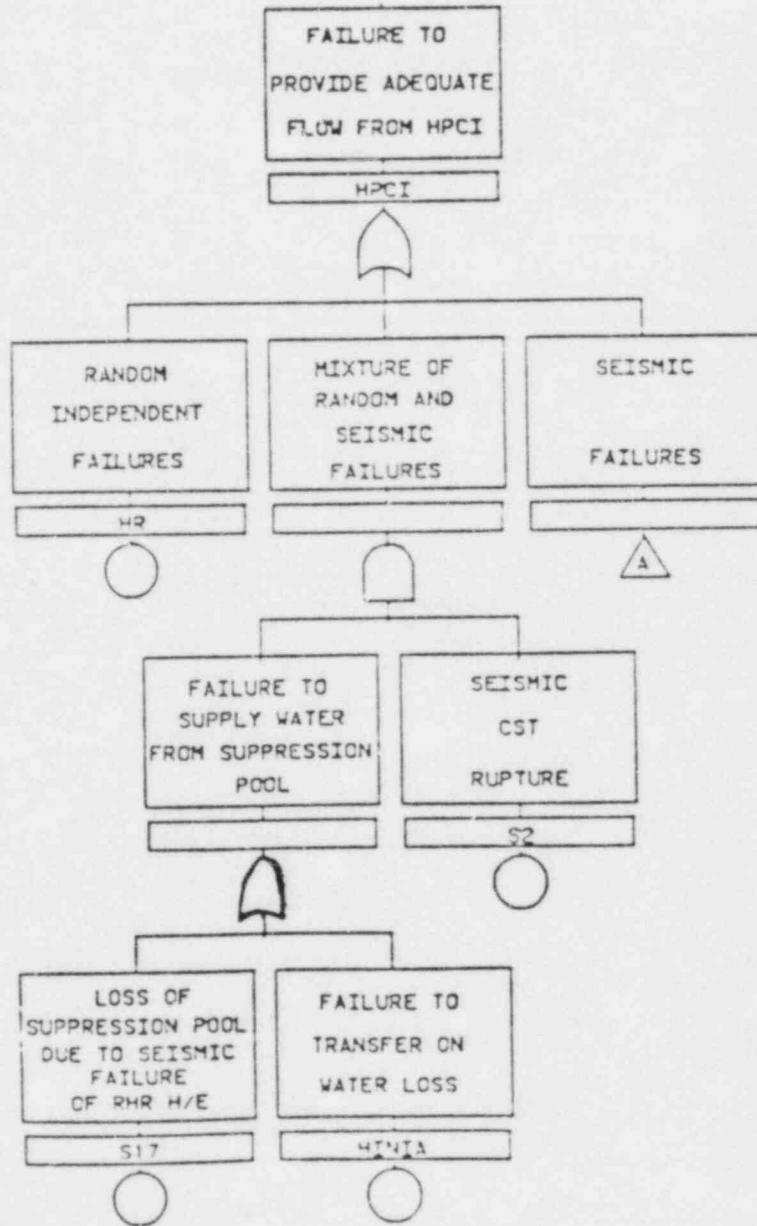 FAILURE TO
PROVIDE ADEQUATE
FLOW FROM HPCI
HPCI
RANDOM
INDEPENDENT
FAILURES
HR
MIXTURE OF
RANDOM AND
SEISMIC
FAILURES
SEISMIC
FAILURES
A
FAILURE TO
SUPPLY WATER
FROM SUPPRESSION
POOL
SEISMIC
CST
RUPTURE
S2
LOSS OF
SUPPRESSION POOL
DUE TO SEISMIC
FAILURE
OF RHR H/E
S17
FAILURE TO
TRANSFER ON
WATER LOSS